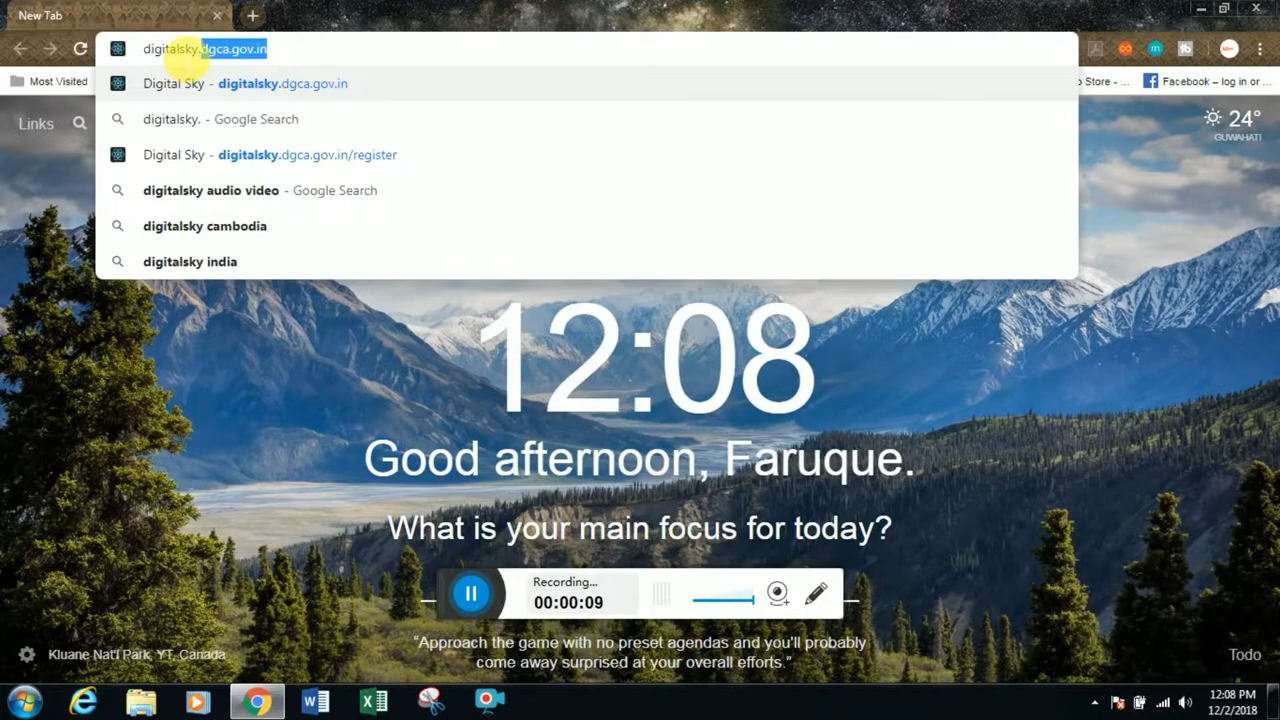 New Tab
digitalsky.dgca.gov.in
Digital Sky - digitalsky.dgca.gov.in
digitalsky. - Google Search
Digital Sky - digitalsky.dgca.gov.in/register
digitalsky audio video - Google Search
digitalsky cambodia
digitalsky india
Most Visited
p Store - ...
Facebook – log in or ...
Links
24°
GUWAHATI
12:08
Good afternoon, Faruque.
What is your main focus for today?
Recording...
00:00:09
“Approach the game with no preset agendas and you'll probably
come away surprised at your overall efforts.”
Kluane Nat'l Park, YT, Canada
Todo
12:08 PM
12/2/2018